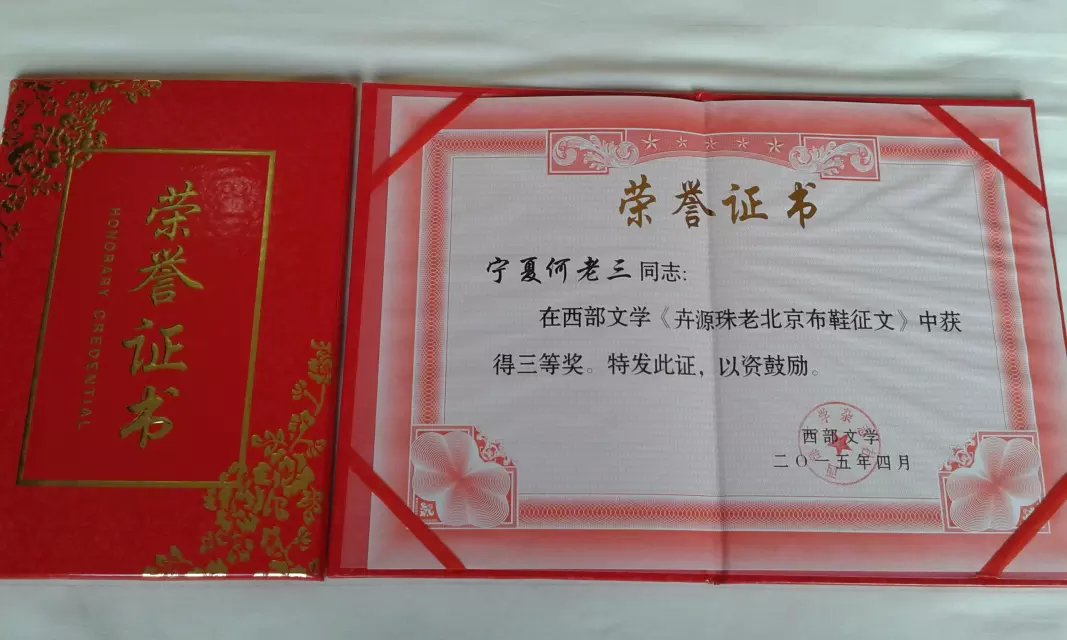 荣誉证书
HONORARY CREDENTIAL
荣誉证书
宁夏何老三同志:
在西部文学《卉源珠老北京布鞋征文》中获
得三等奖。特发此证，以资鼓励。
西部文学
二〇一五年四月